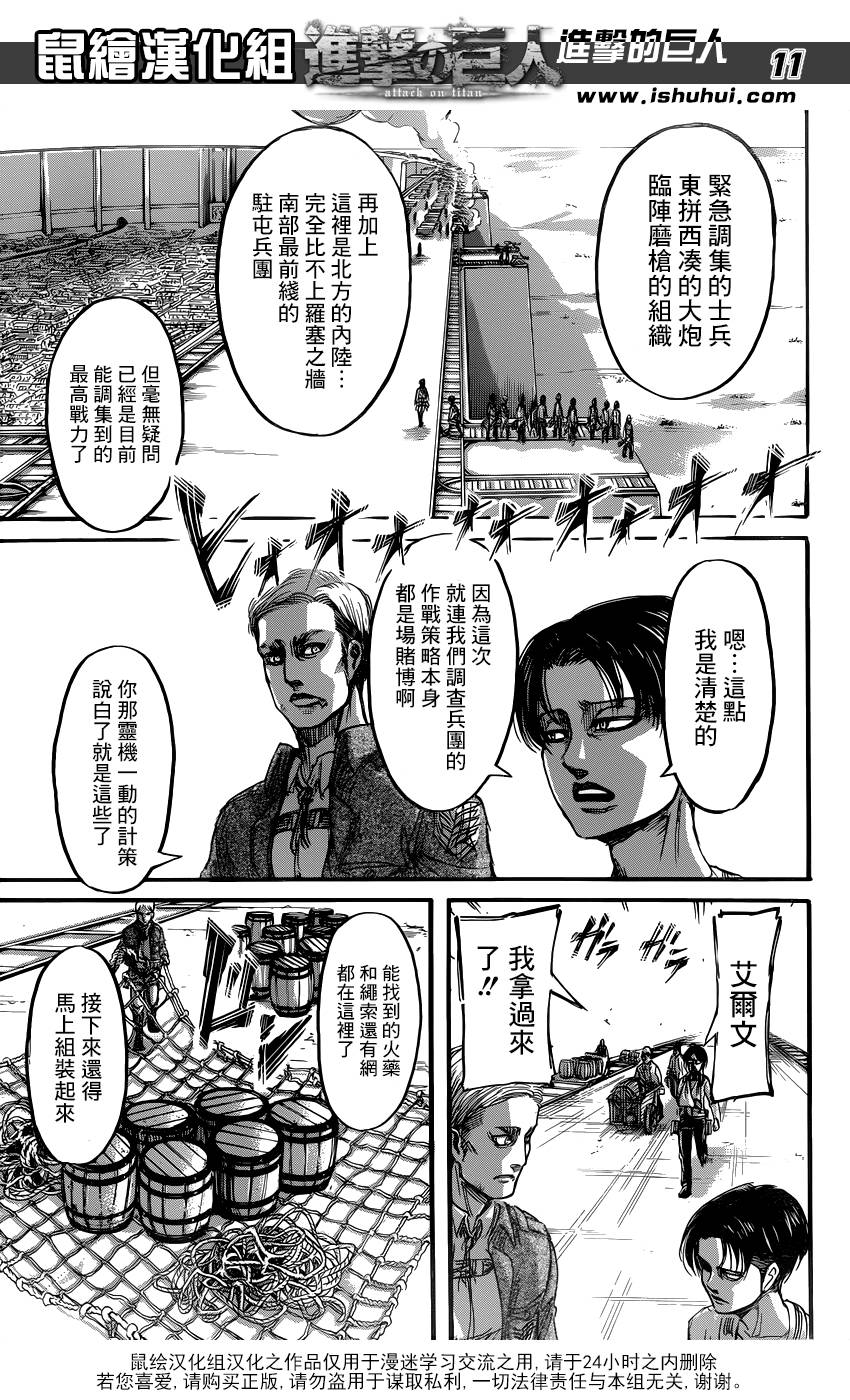 鼠繪漢化組
進撃の巨人
attack on titan
進擊的巨人
11
www.ishuhui.com
緊急調集的士兵
東拼西凑的大炮
臨陣磨槍的組織
再加上
這裡是北方的內陸…
完全比不上羅塞之牆
南部最前綫的
駐屯兵團
但毫無疑問
已經是目前
能調集到的
最高戰力了
ヒュオオオオオオオ
嗯…這點
我是清楚的
因為這次
就連我們調查兵團的
作戰策略本身
都是場賭博啊
你那靈機一動的計策
說白了就是這些了
艾爾文
我拿過來
了!!
ガラ
ガラ
能找到的火藥
和繩索還有網
都在這裡了
接下來還得
馬上組裝起來
鼠绘汉化组汉化之作品仅用于漫迷学习交流之用, 请于24小时之内删除
若您喜爱, 请购买正版, 请勿用于谋取私利, 一切法律责任与本组无关, 谢谢.